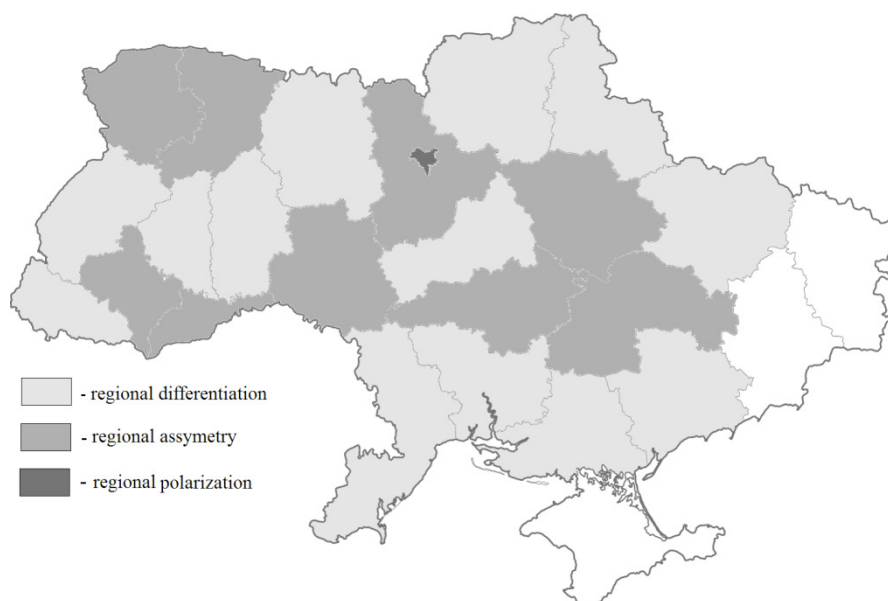 - regional differentiation
- regional assymetry
- regional polarization